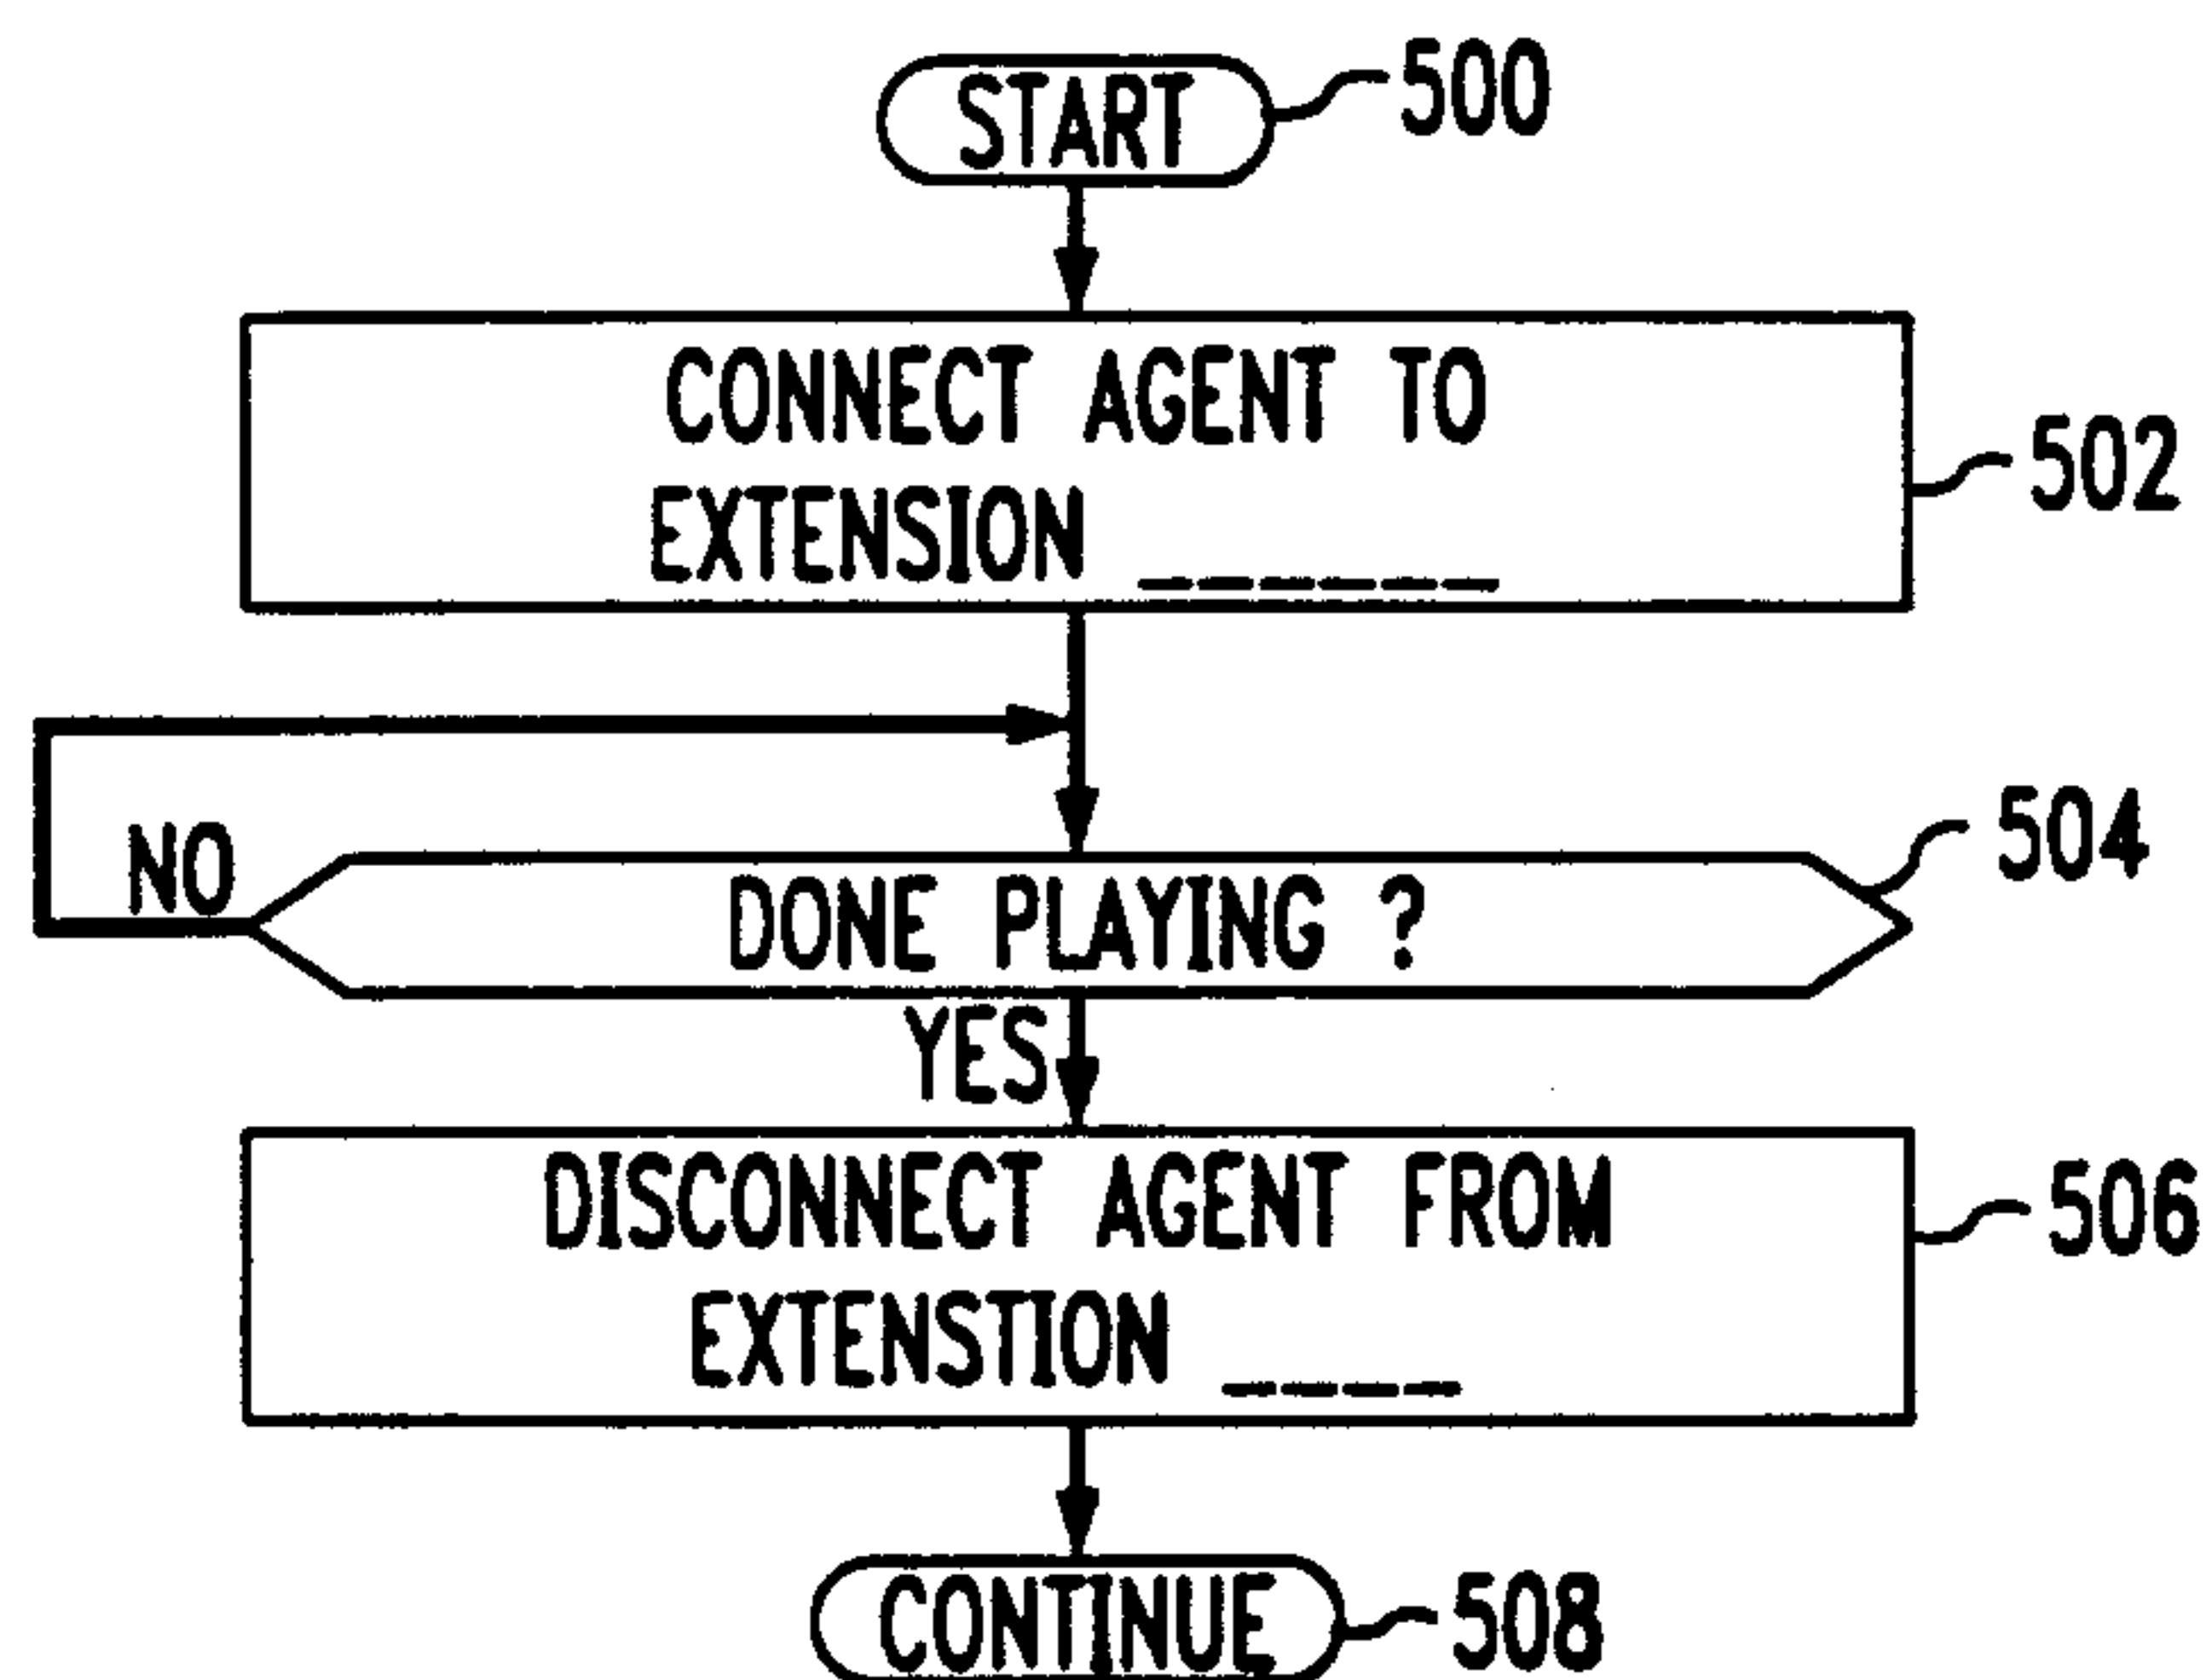 START 500
CONNECT AGENT TO
EXTENSION ______
502
NO
DONE PLAYING ?
504
YES
DISCONNECT AGENT FROM
EXTENSTION ____
506
CONTINUE 508